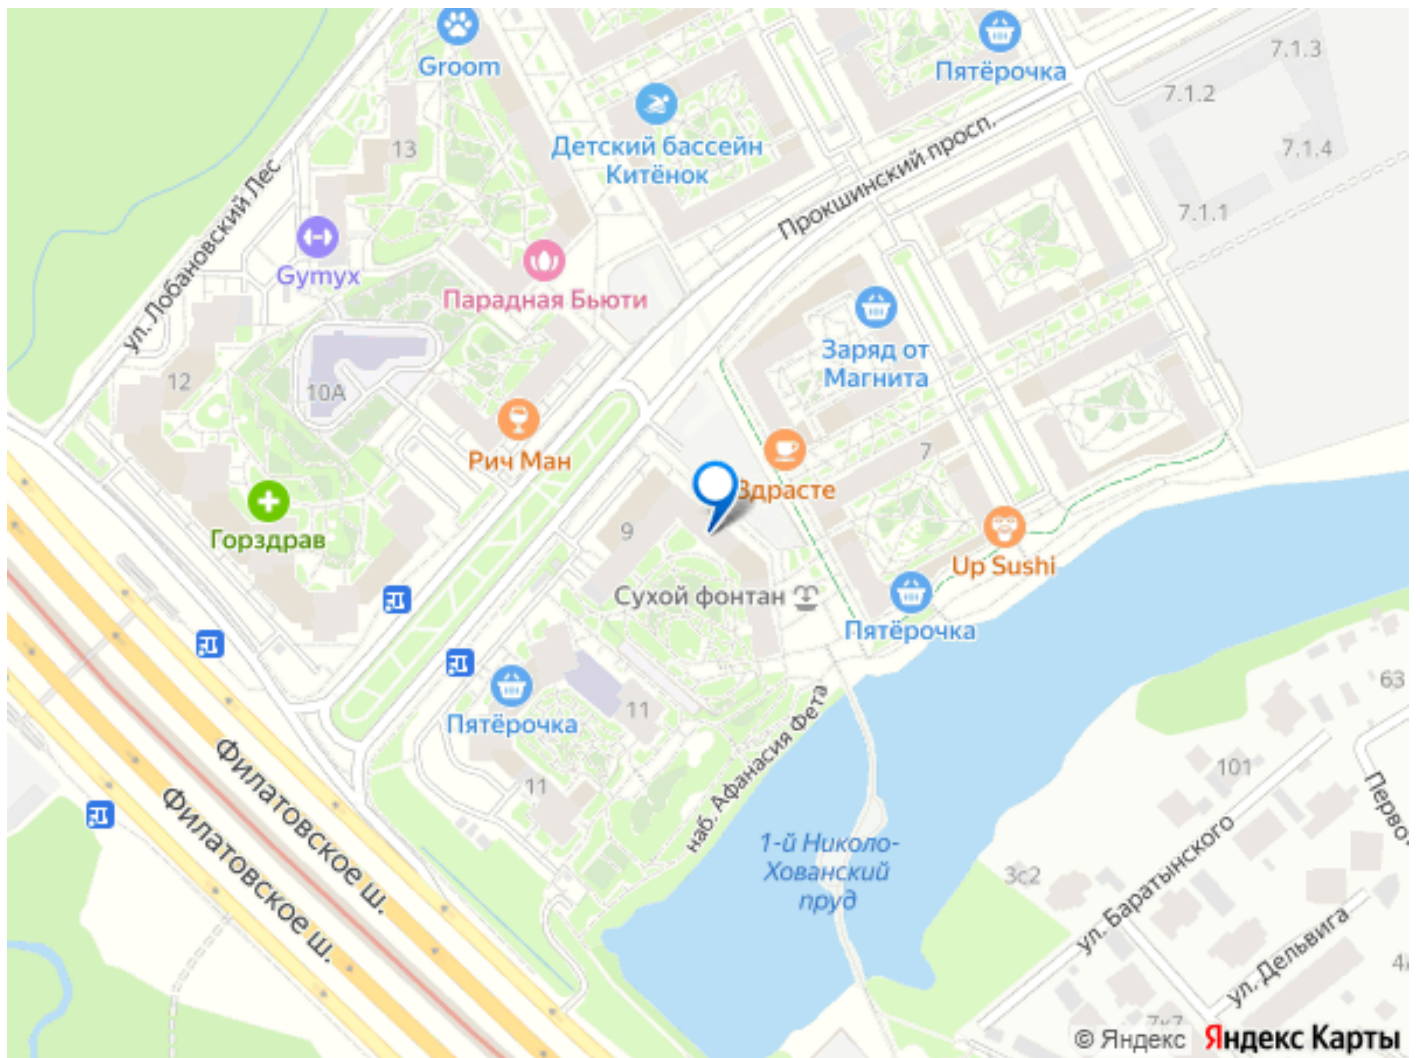 Groom
Пятёрочка
7.1.3
7.1.2
7.1.4
7.1.1
13
Детский бассейн
Китёнок
Прокшинский просп.
ул. Лобановский Лес
Gymyx
Парадная Бьюти
Заряд от
Магнита
12
10А
Рич Ман
7
Здрасте
Горздрав
9
Up Sushi
Сухой фонтан
Пятёрочка
Пятёрочка
11
11
наб. Афанасия Фета
63
101
Филатовское ш.
Филатовское ш.
1-й Николо-
Хованский
пруд
3с2
ул. Баратынского
ул. Дельвига
7к7
© Яндекс
Яндекс Карты